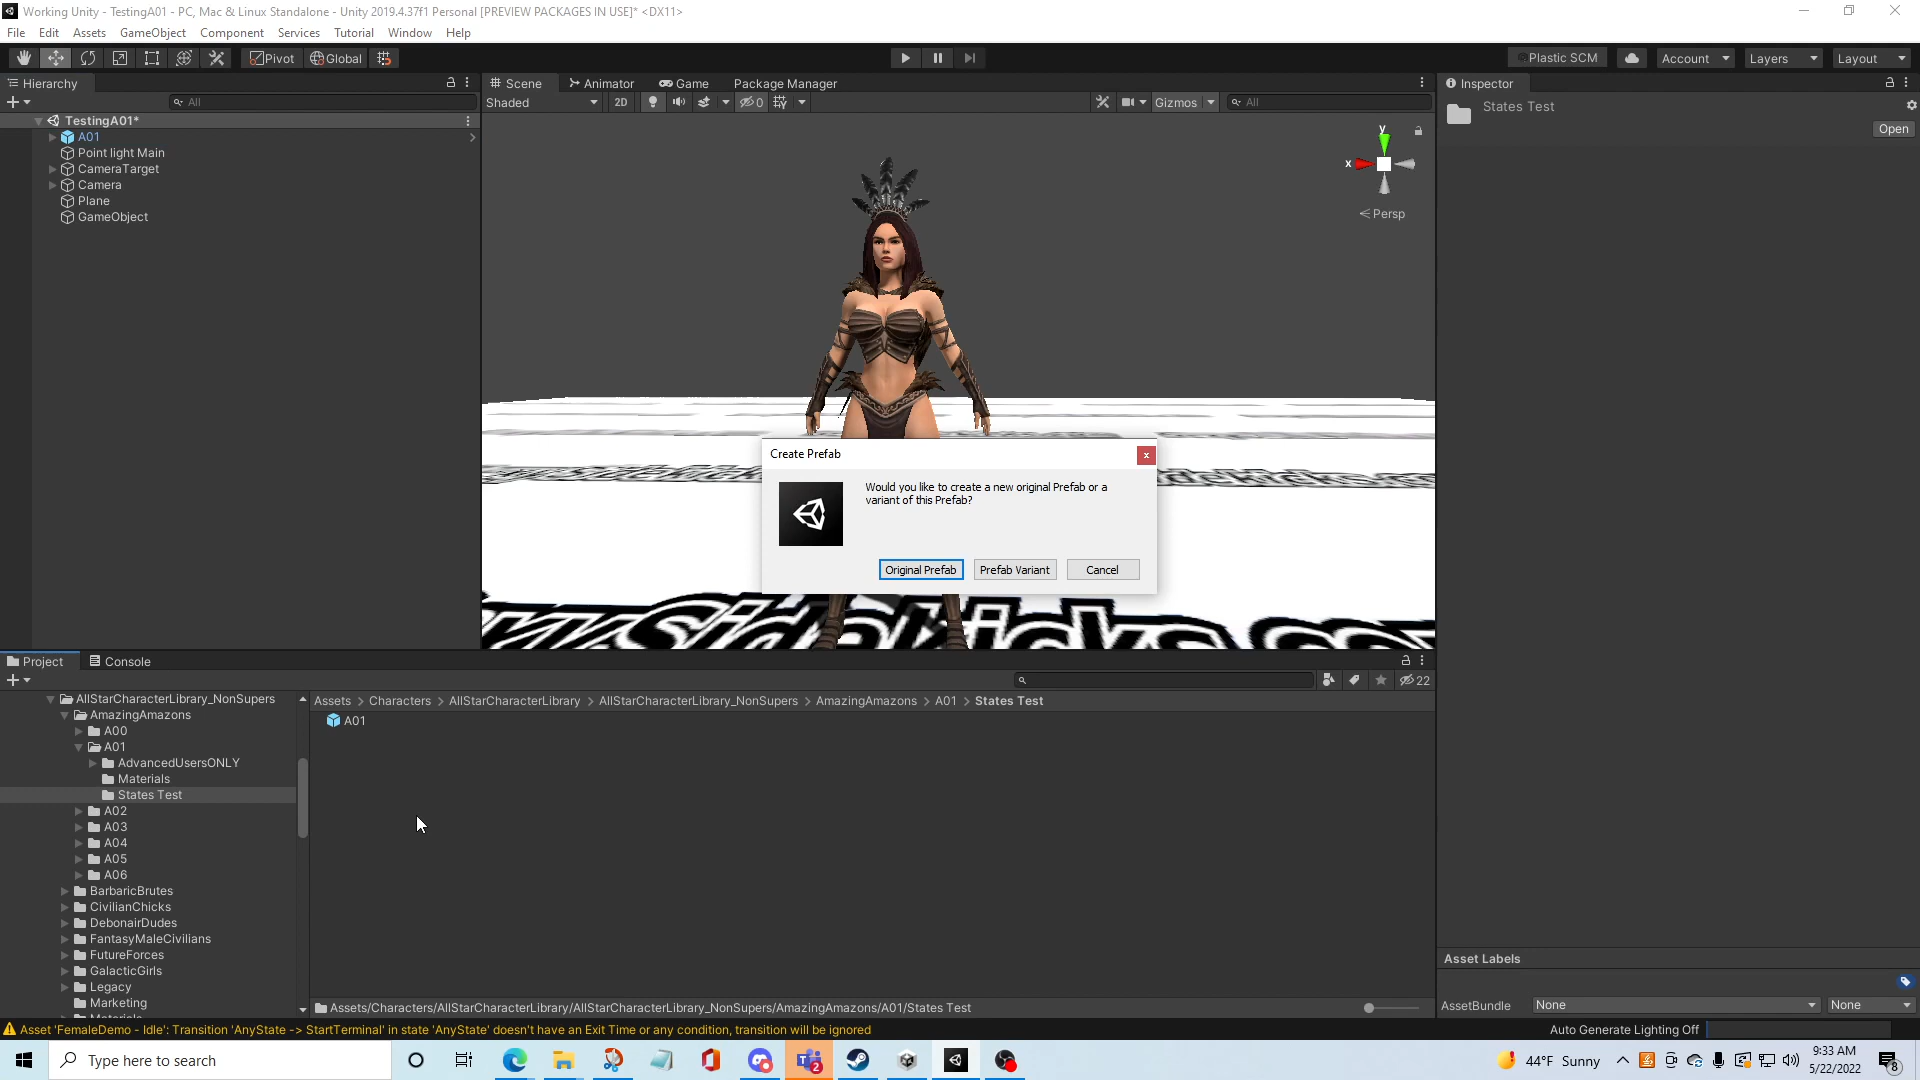 Working Unity - TestingA01 - PC, Mac & Linux Standalone - Unity 2019.4.37f1 Personal [PREVIEW PACKAGES IN USE]* <DX11>
File Edit Assets GameObject Component Services Tutorial Window Help
Pivot Global Plastic SCM Account Layers Layout
Hierarchy
All
TestingA01*
A01
Point light Main
CameraTarget
Camera
Plane
GameObject
Scene Animator Game Package Manager
Shaded 2D 0 Gizmos All
y
x
Persp
Inspector
States Test
Open
Create Prefab
x
Would you like to create a new original Prefab or a
variant of this Prefab?
Original Prefab Prefab Variant Cancel
Project Console
22
AllStarCharacterLibrary_NonSupers
AmazingAmazons
A00
A01
AdvancedUsersONLY
Materials
States Test
A02
A03
A04
A05
A06
BarbaricBrutes
CivilianChicks
DebonairDudes
FantasyMaleCivilians
FutureForces
GalacticGirls
Legacy
Marketing
Materials
Assets > Characters > AllStarCharacterLibrary > AllStarCharacterLibrary_NonSupers > AmazingAmazons > A01 > States Test
A01
Assets/Characters/AllStarCharacterLibrary/AllStarCharacterLibrary_NonSupers/AmazingAmazons/A01/States Test
Asset Labels
AssetBundle None None
Asset 'FemaleDemo - Idle': Transition 'AnyState -> StartTerminal' in state 'AnyState' doesn't have an Exit Time or any condition, transition will be ignored
Auto Generate Lighting Off
Type here to search
2
44°F Sunny
9:33 AM
5/22/2022
8